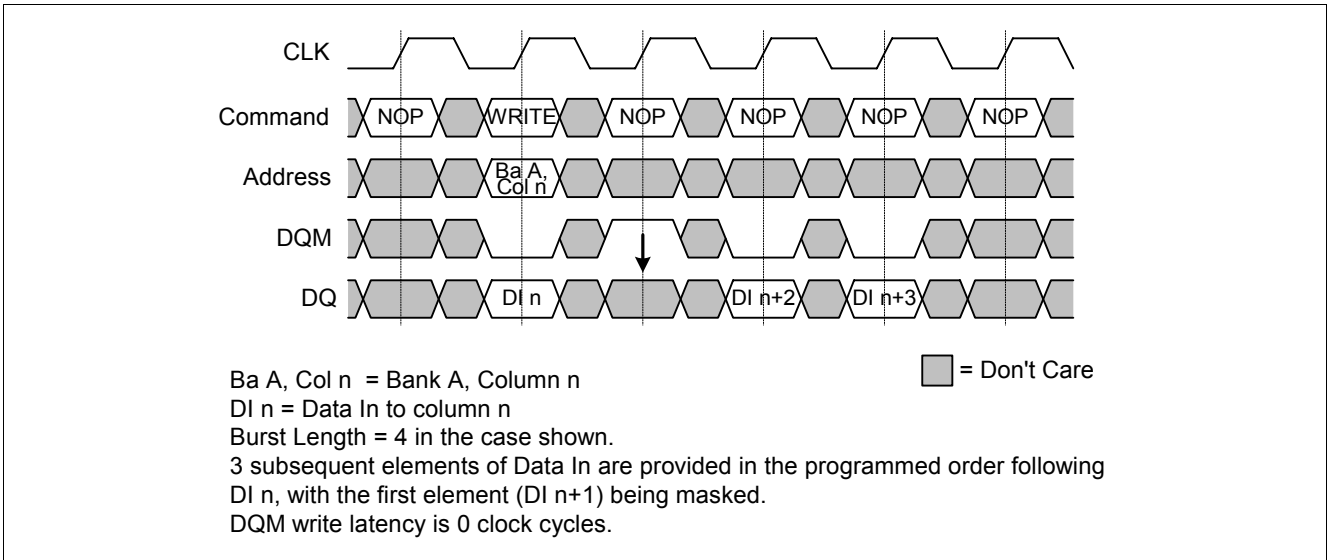 CLK
Command NOP WRITE NOP NOP NOP NOP
Address Ba A,
Col n
DQM
DQ DI n DI n+2 DI n+3
Ba A, Col n = Bank A, Column n
= Don't Care
DI n = Data In to column n
Burst Length = 4 in the case shown.
3 subsequent elements of Data In are provided in the programmed order following
DI n, with the first element (DI n+1) being masked.
DQM write latency is 0 clock cycles.